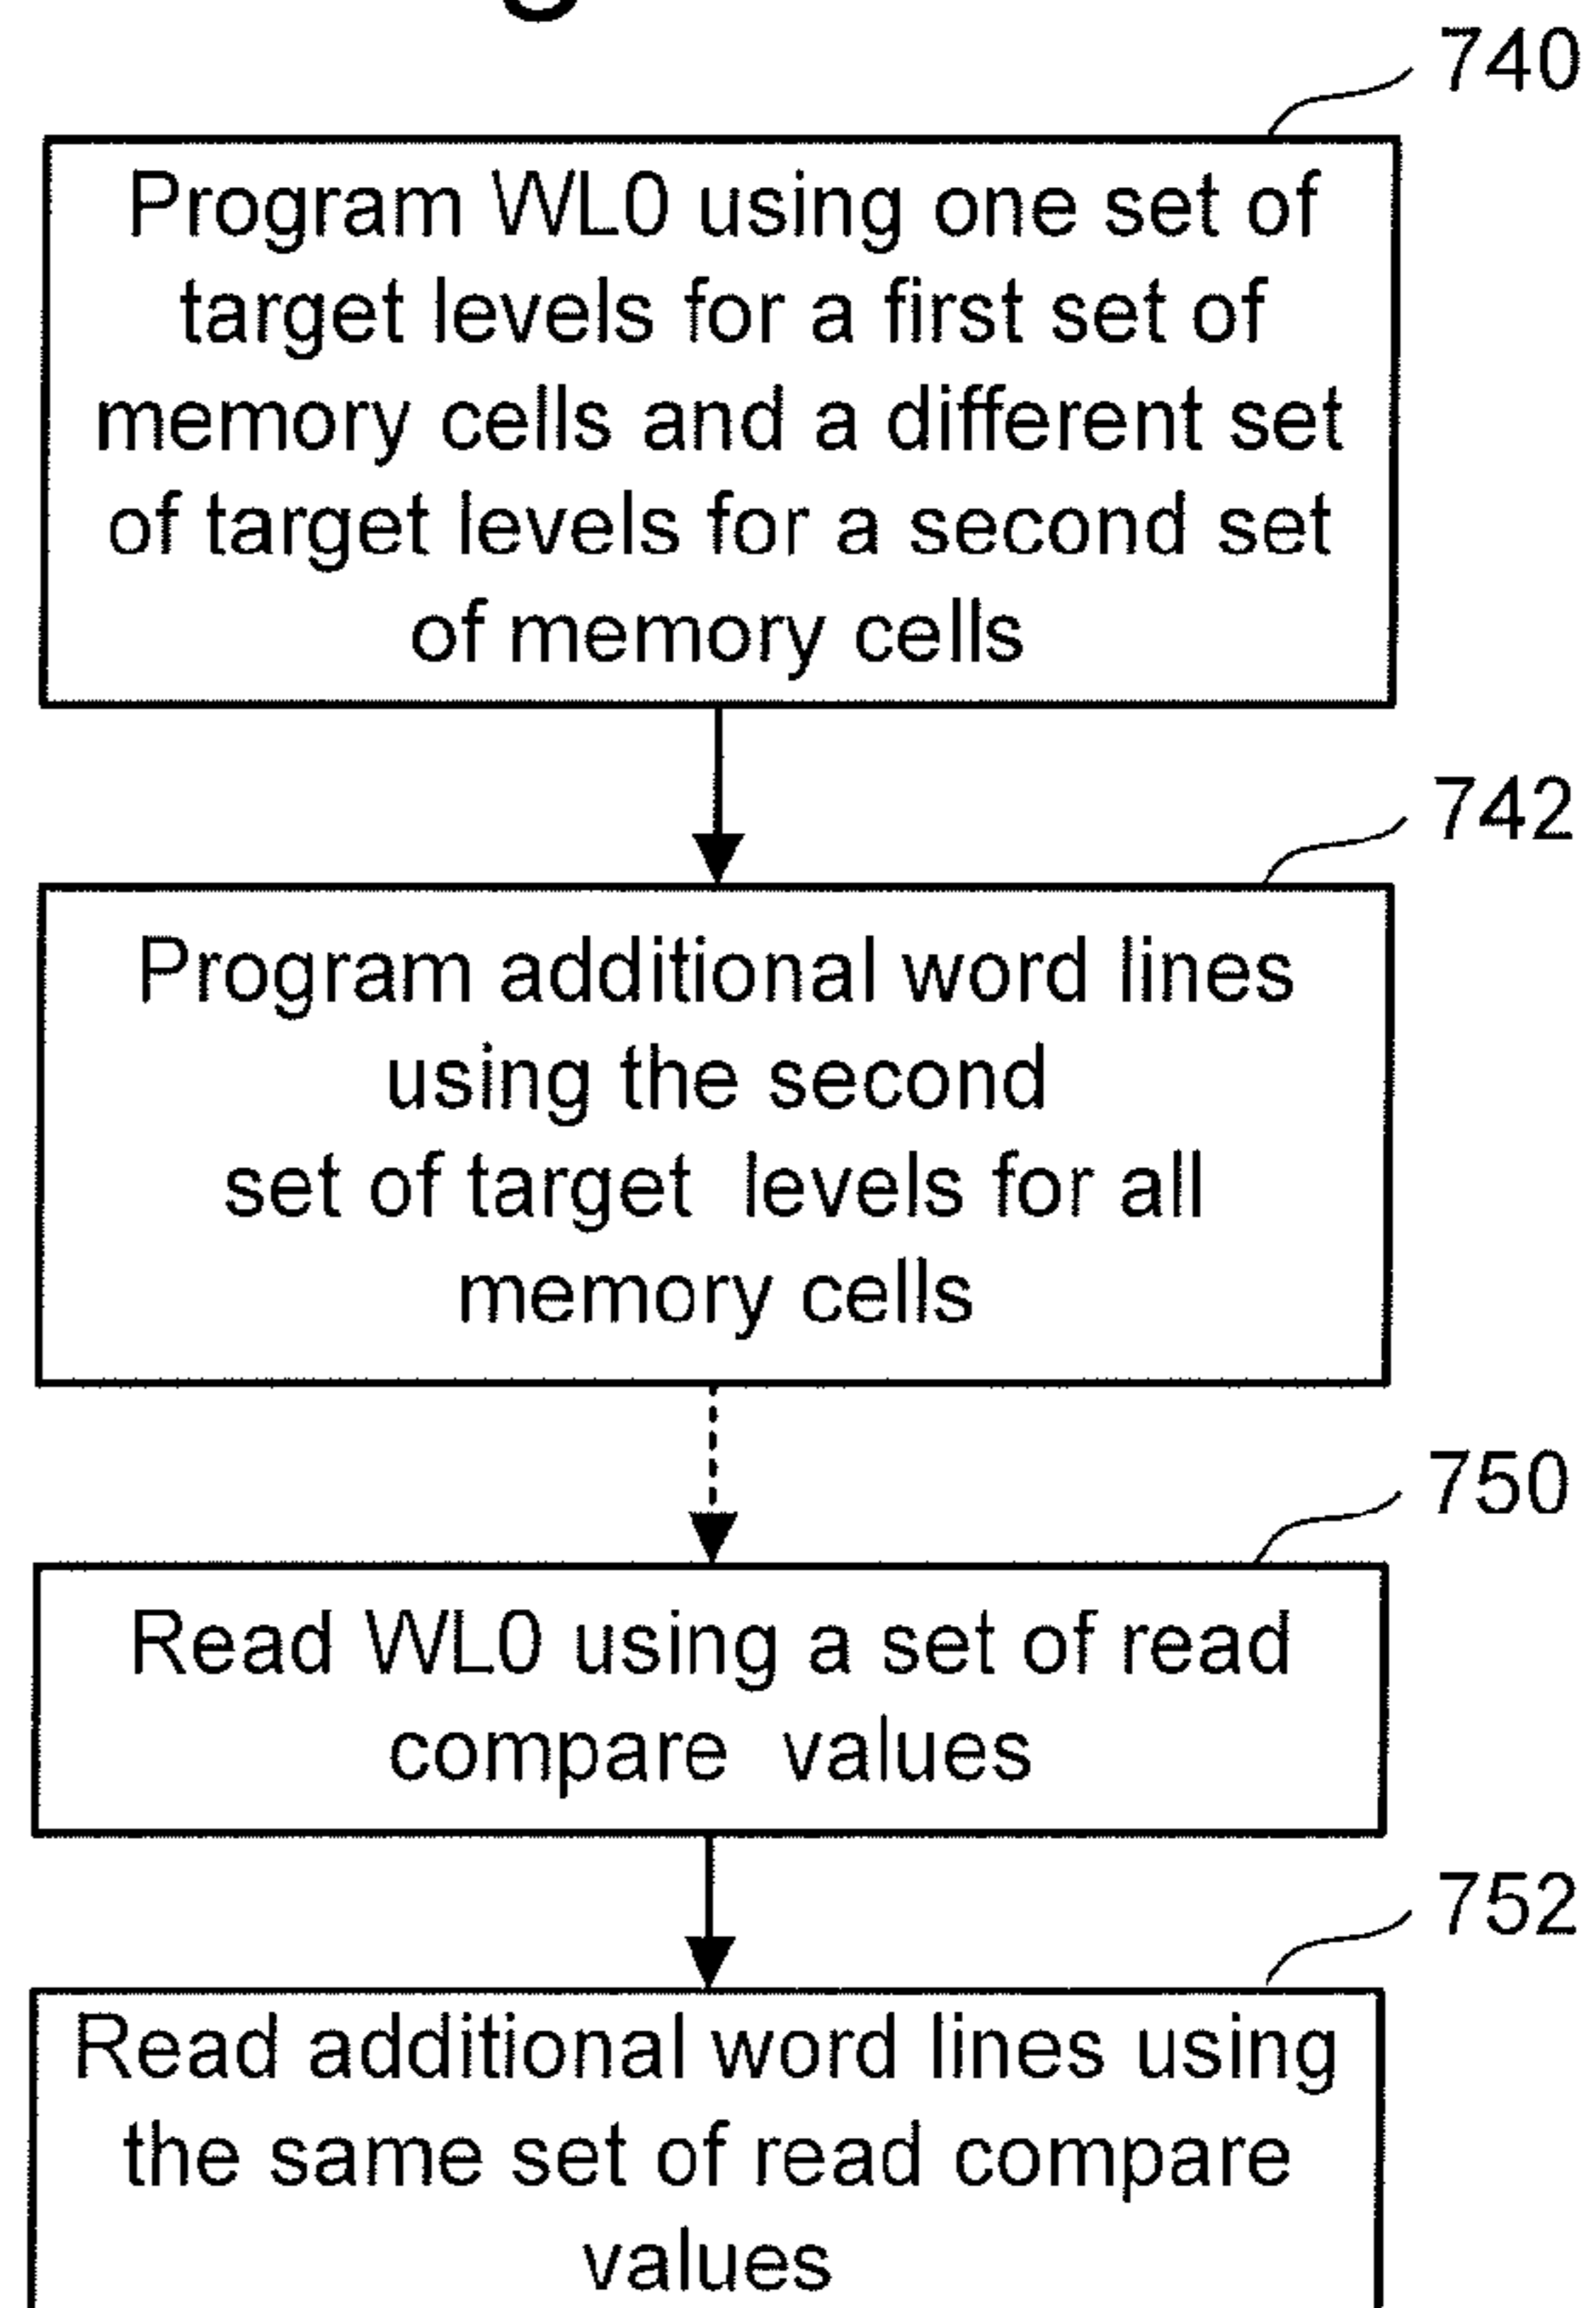 740
Program WL0 using one set of
target levels for a first set of
memory cells and a different set
of target levels for a second set
of memory cells
742
Program additional word lines
using the second
set of target levels for all
memory cells
750
Read WL0 using a set of read
compare values
752
Read additional word lines using
the same set of read compare
values